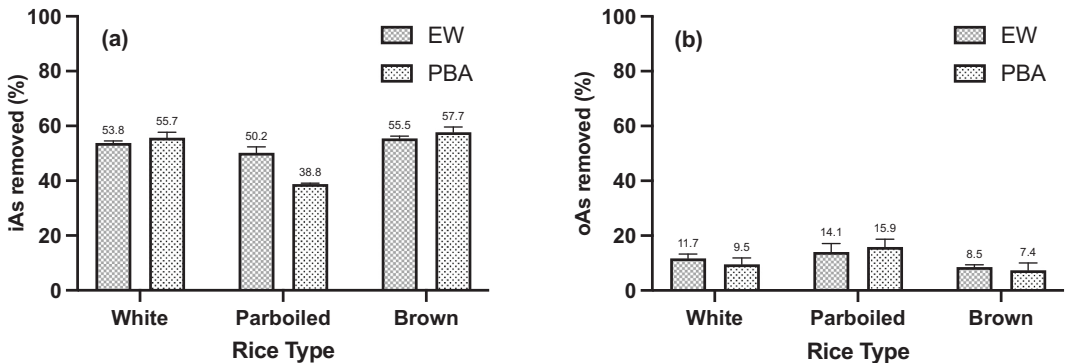 (a)
EW
PBA
iAs removed (%)
100
80
60
40
20
0
53.8
55.7
50.2
38.8
55.5
57.7
White
Parboiled
Brown
Rice Type
(b)
EW
PBA
oAs removed (%)
100
80
60
40
20
0
11.7
9.5
14.1
15.9
8.5
7.4
White
Parboiled
Brown
Rice Type